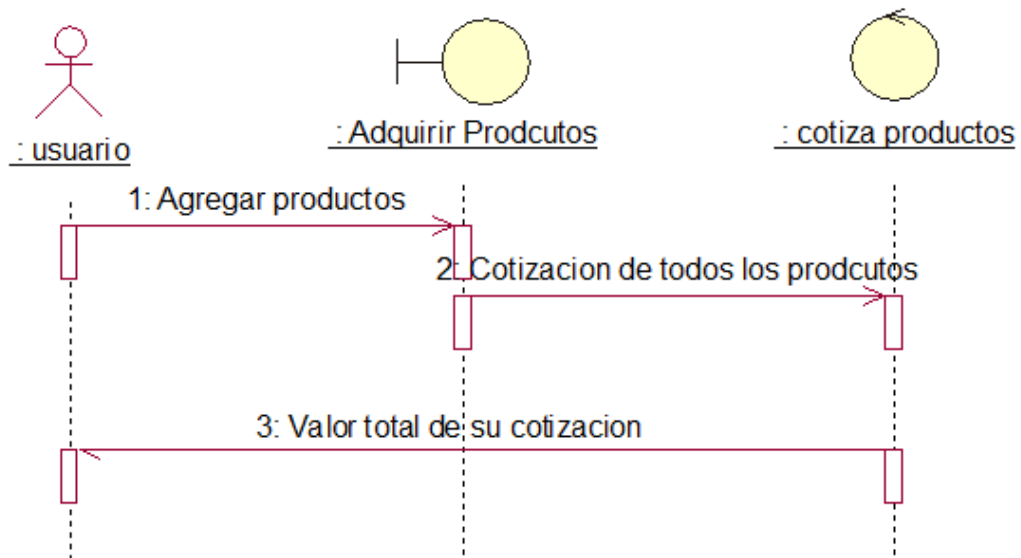 : usuario
: Adquirir Prodcutos
: cotiza productos
1: Agregar productos
2: Cotizacion de todos los prodcutos
3: Valor total de su cotizacion